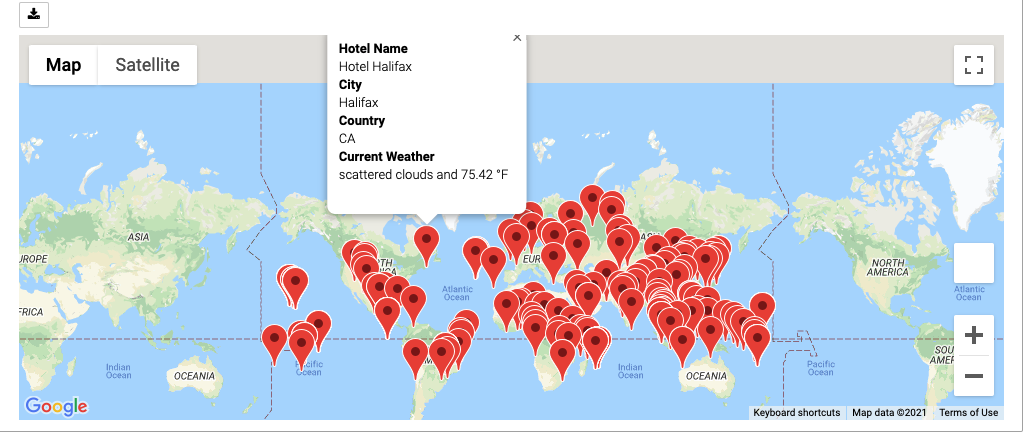 Map
Satellite
Hotel Name
Hotel Halifax
City
Halifax
Country
CA
Current Weather
scattered clouds and 75.42 °F
×
ASIA
UROPE
FRICA
Indian
Ocean
OCEANIA
Pacific
Ocean
Atlantic
Ocean
EUR
Indian
Ocean
OCEANIA
NORTH
AMERICA
Atlantic
Ocean
Pacific
Ocean
SOU
AMER
Google
Keyboard shortcuts
Map data ©2021
Terms of Use